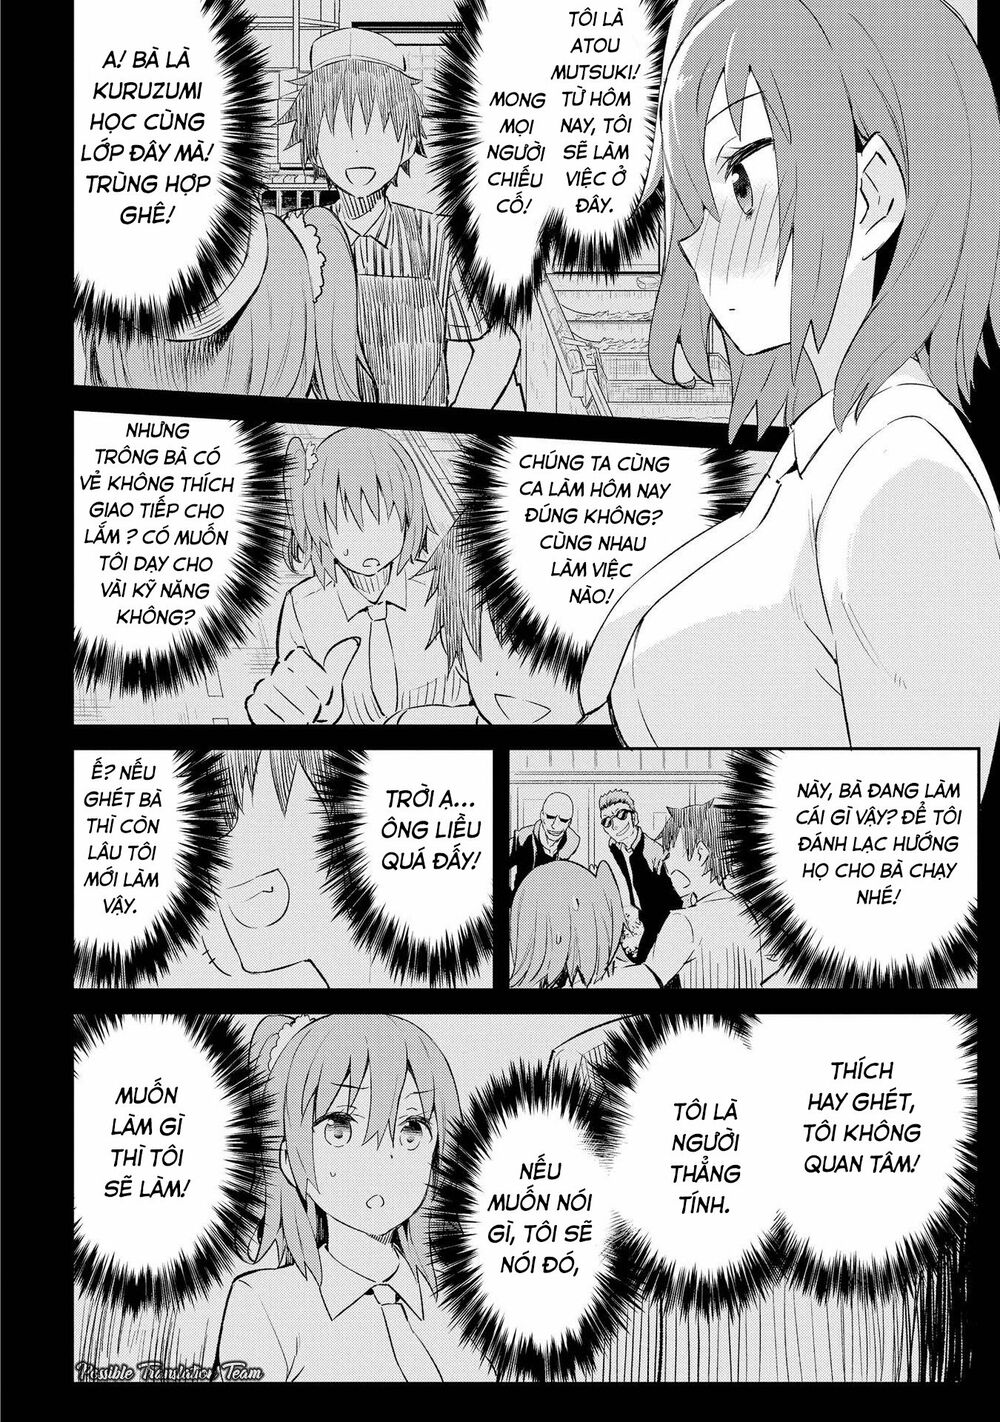 TÔI LÀ
ATOU
MUTSUKI!
TỪ HÔM
NAY, TÔI
SẼ LÀM
VIỆC Ở
ĐÂY.
MONG
MỌI
NGƯỜI
CHIẾU
CỐ!
A! BÀ LÀ
KURUZUMI
HỌC CÙNG
LỚP ĐÂY MÀ!
TRÙNG HỢP
GHÊ!
CHÚNG TA CÙNG
CA LÀM HÔM NAY
ĐÚNG KHÔNG?
CÙNG NHAU
LÀM VIỆC
NÀO!
NHƯNG
TRÔNG BÀ CÓ
VẺ KHÔNG THÍCH
GIAO TIẾP CHO
LẮM ? CÓ MUỐN
TÔI DẠY CHO
VÀI KỸ NĂNG
KHÔNG?
NÀY, BÀ ĐANG LÀM
CÁI GÌ VẬY? ĐỂ TÔI
ĐÁNH LẠC HƯỚNG
HỌ CHO BÀ CHẠY
NHÉ!
TRỜI Ạ...
ÔNG LIỀU
QUÁ ĐẤY!
Ế? NẾU
GHÉT BÀ
THÌ CÒN
LÂU TÔI
MỚI LÀM
VẬY.
THÍCH
HAY GHÉT,
TÔI KHÔNG
QUAN TÂM!
TÔI LÀ
NGƯỜI
THẲNG
TÍNH.
NẾU
MUỐN NÓI
GÌ, TÔI SẼ
NÓI ĐÓ,
MUỐN
LÀM GÌ
THÌ TÔI
SẼ LÀM!
Possible Translation Team